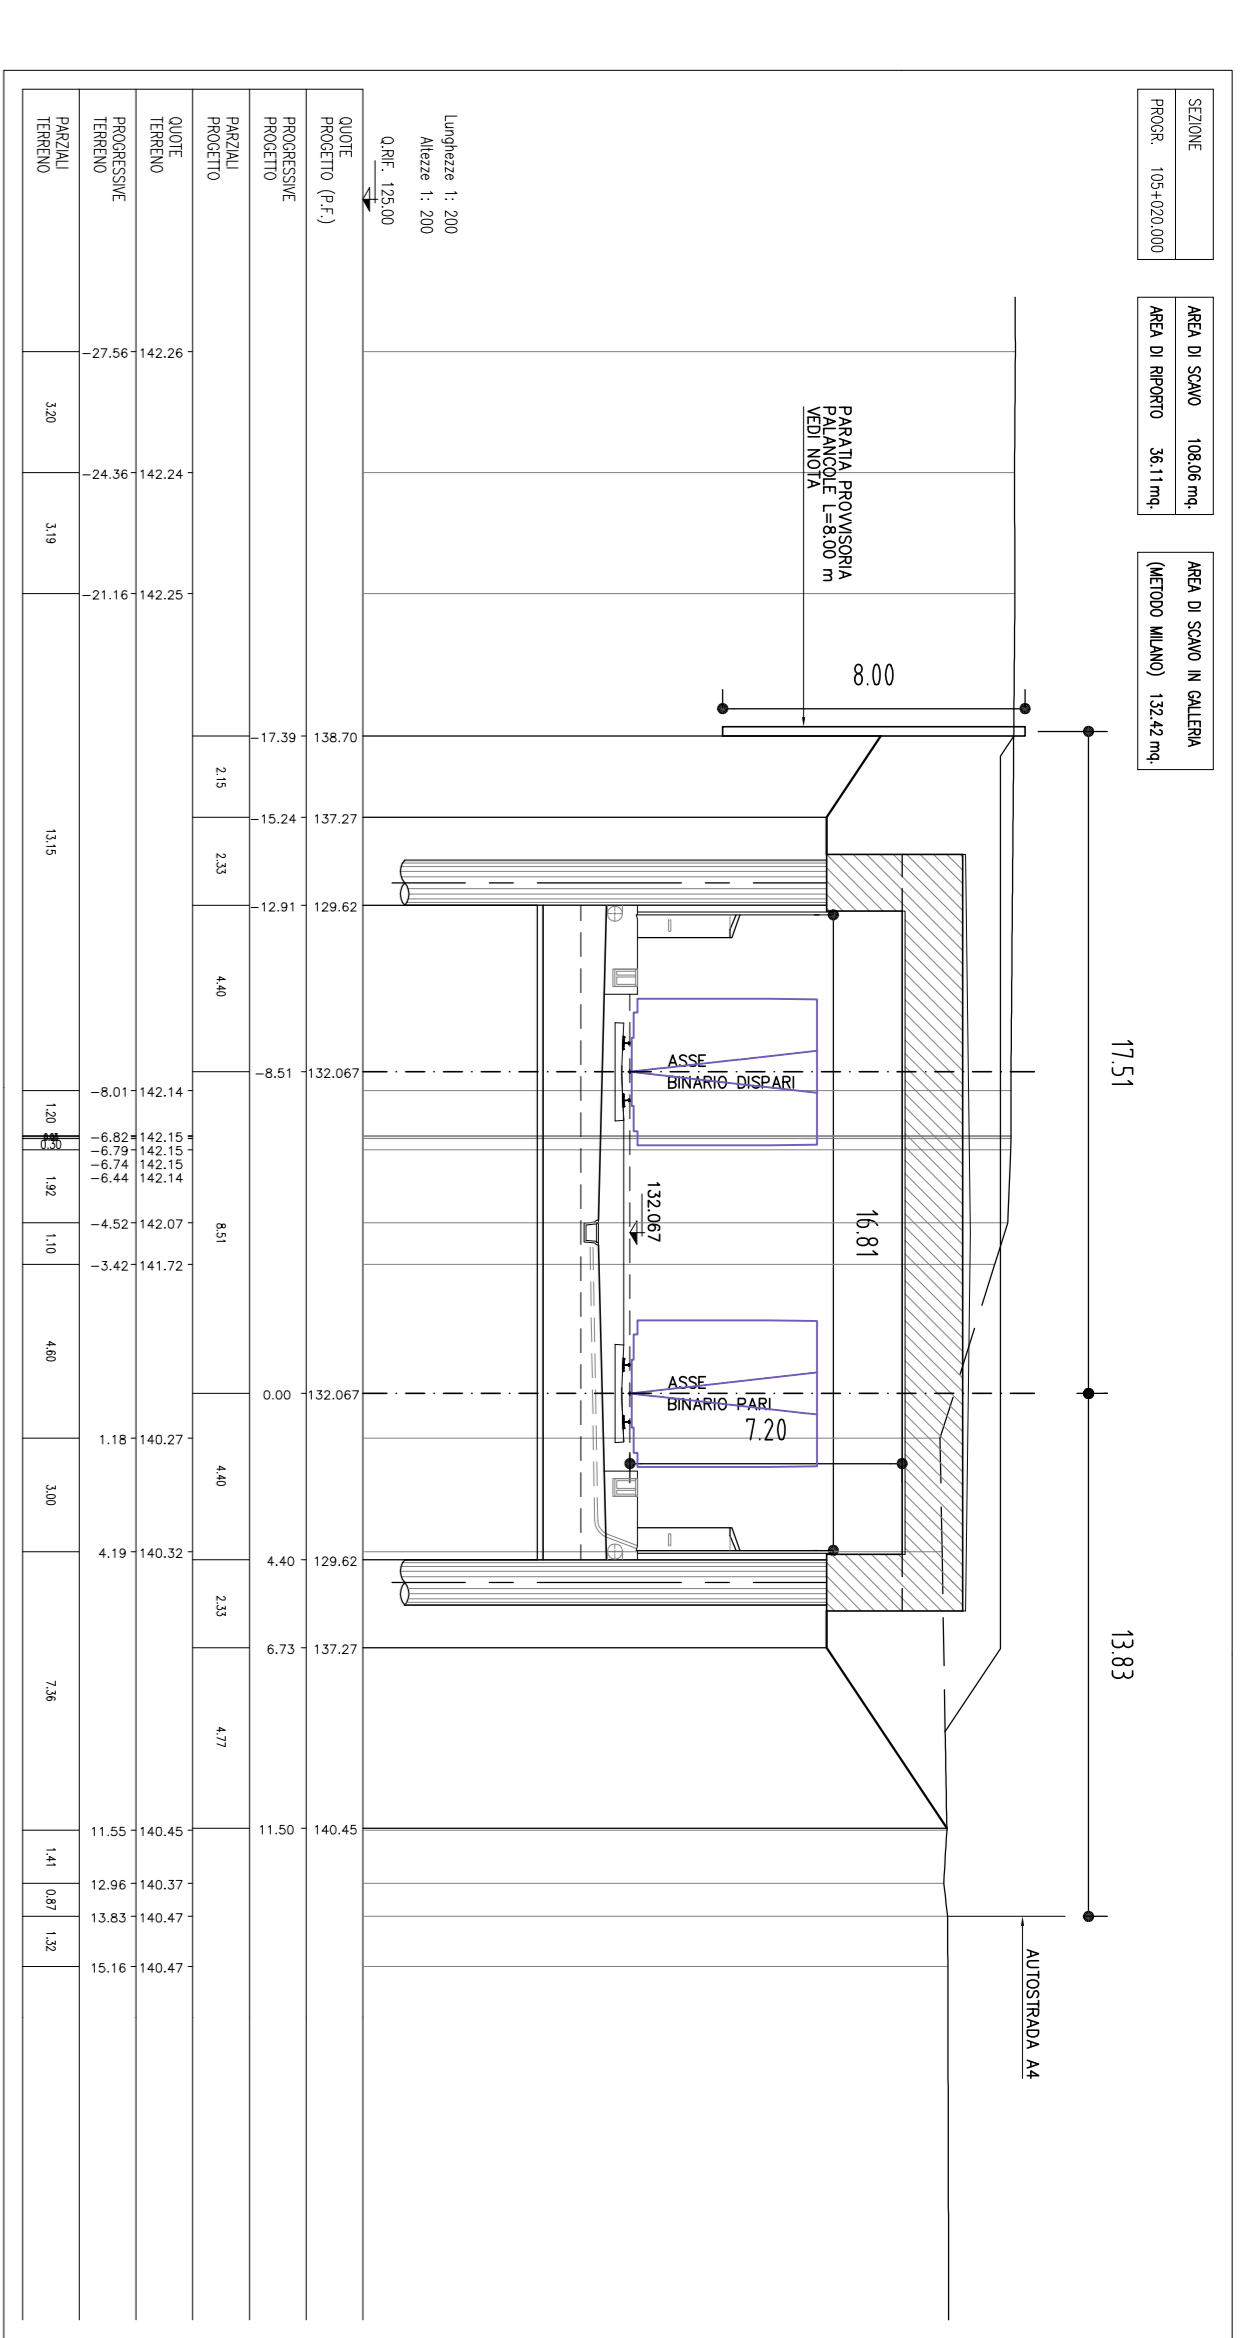 SEZIONE
PROGR. 105+020.000
AREA DI SCAVO 108.06 mq.
AREA DI RIPORTO 36.11 mq.
AREA DI SCAVO IN GALLERIA
(METODO MILANO) 132.42 mq.
17.51
13.83
AUTOSTRADA A4
8.00
PARATIA PROVVISORIA
PALANCOLE L=8.00 m
VEDI NOTA
16.81
7.20
ASSE
BINARIO DISPARI
ASSE
BINARIO PARI
132.067
Lunghezze 1: 200
Altezze 1: 200
Q.RIF. 125.00
QUOTE
PROGETTO (P.F.)
138.70
137.27
129.62
132.067
132.067
129.62
137.27
140.45
PROGRESSIVE
PROGETTO
-17.39
-15.24
-12.91
-8.51
0.00
4.40
6.73
11.50
PARZIALI
PROGETTO
2.15
2.33
4.40
8.51
4.40
2.33
4.77
QUOTE
TERRENO
142.26
142.24
142.25
142.14
142.15
142.15
142.15
142.14
142.07
141.72
140.27
140.32
140.45
140.37
140.47
140.47
PROGRESSIVE
TERRENO
-27.56
-24.36
-21.16
-8.01
-6.82
-6.79
-6.74
-6.44
-4.52
-3.42
1.18
4.19
11.55
12.96
13.83
15.16
PARZIALI
TERRENO
3.20
3.19
13.15
1.20
0.30
1.92
1.10
4.60
3.00
7.36
1.41
0.87
1.32